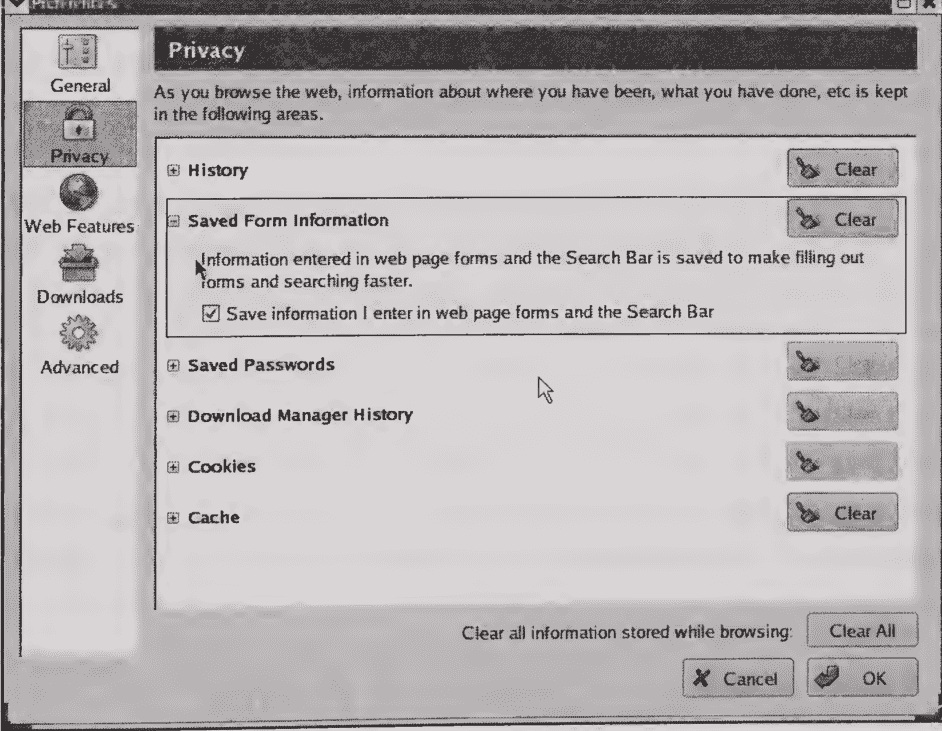 Privacy
As you browse the web, information about where you have been, what you have done, etc is kept
in the following areas.
General
Privacy
Web Features
Downloads
Advanced
History
Clear
Saved Form Information
Clear
Information entered in web page forms and the Search Bar is saved to make filling out
forms and searching faster.
Save information I enter in web page forms and the Search Bar
Saved Passwords
Clear
Download Manager History
Cookies
Cache
Clear
Clear all information stored while browsing:
Clear All
Cancel
OK